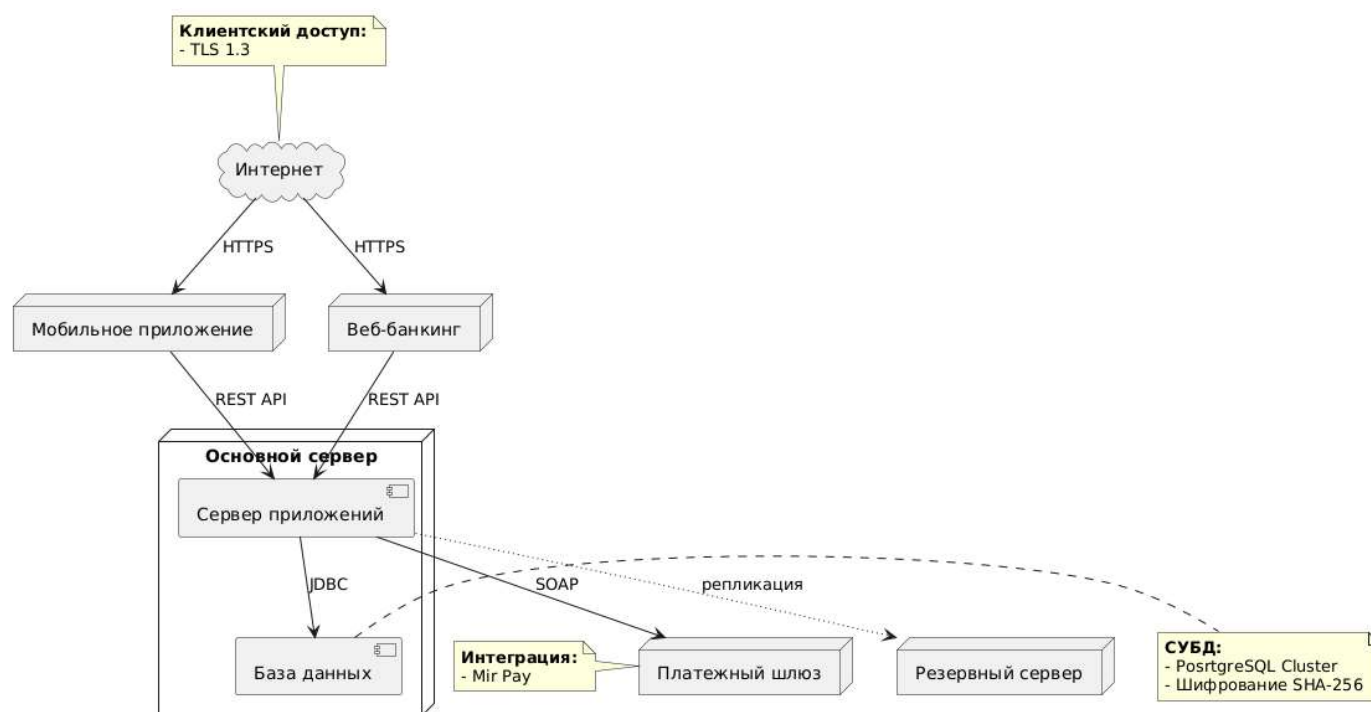 Клиентский доступ:
- TLS 1.3
Интернет
HTTPS
HTTPS
Мобильное приложение
Веб-банкинг
REST API
REST API
Основной сервер
Сервер приложений
JDBC
SOAP
репликация
База данных
Интеграция:
- Mir Pay
Платежный шлюз
Резервный сервер
СУБД:
- PosrtgreSQL Cluster
- Шифрование SHA-256